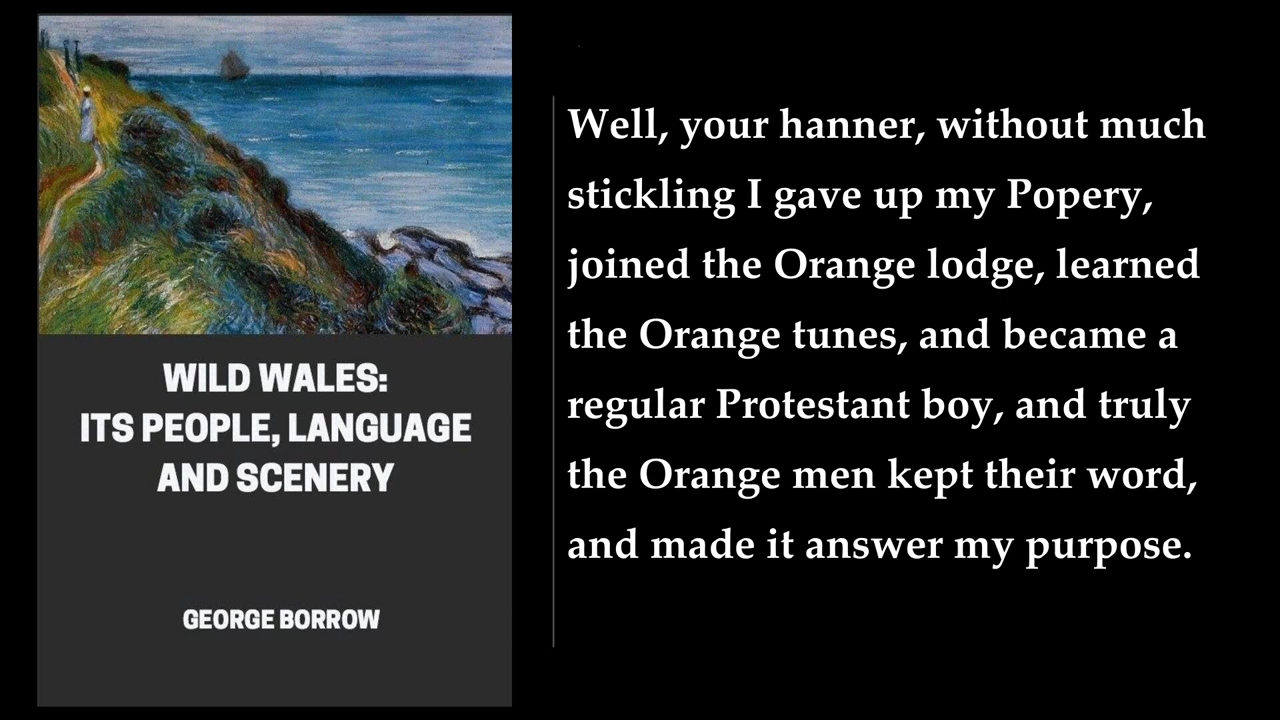 WILD WALES:
ITS PEOPLE, LANGUAGE
AND SCENERY
GEORGE BORROW
Well, your hanner, without much
stickling I gave up my Popery,
joined the Orange lodge, learned
the Orange tunes, and became a
regular Protestant boy, and truly
the Orange men kept their word,
and made it answer my purpose.